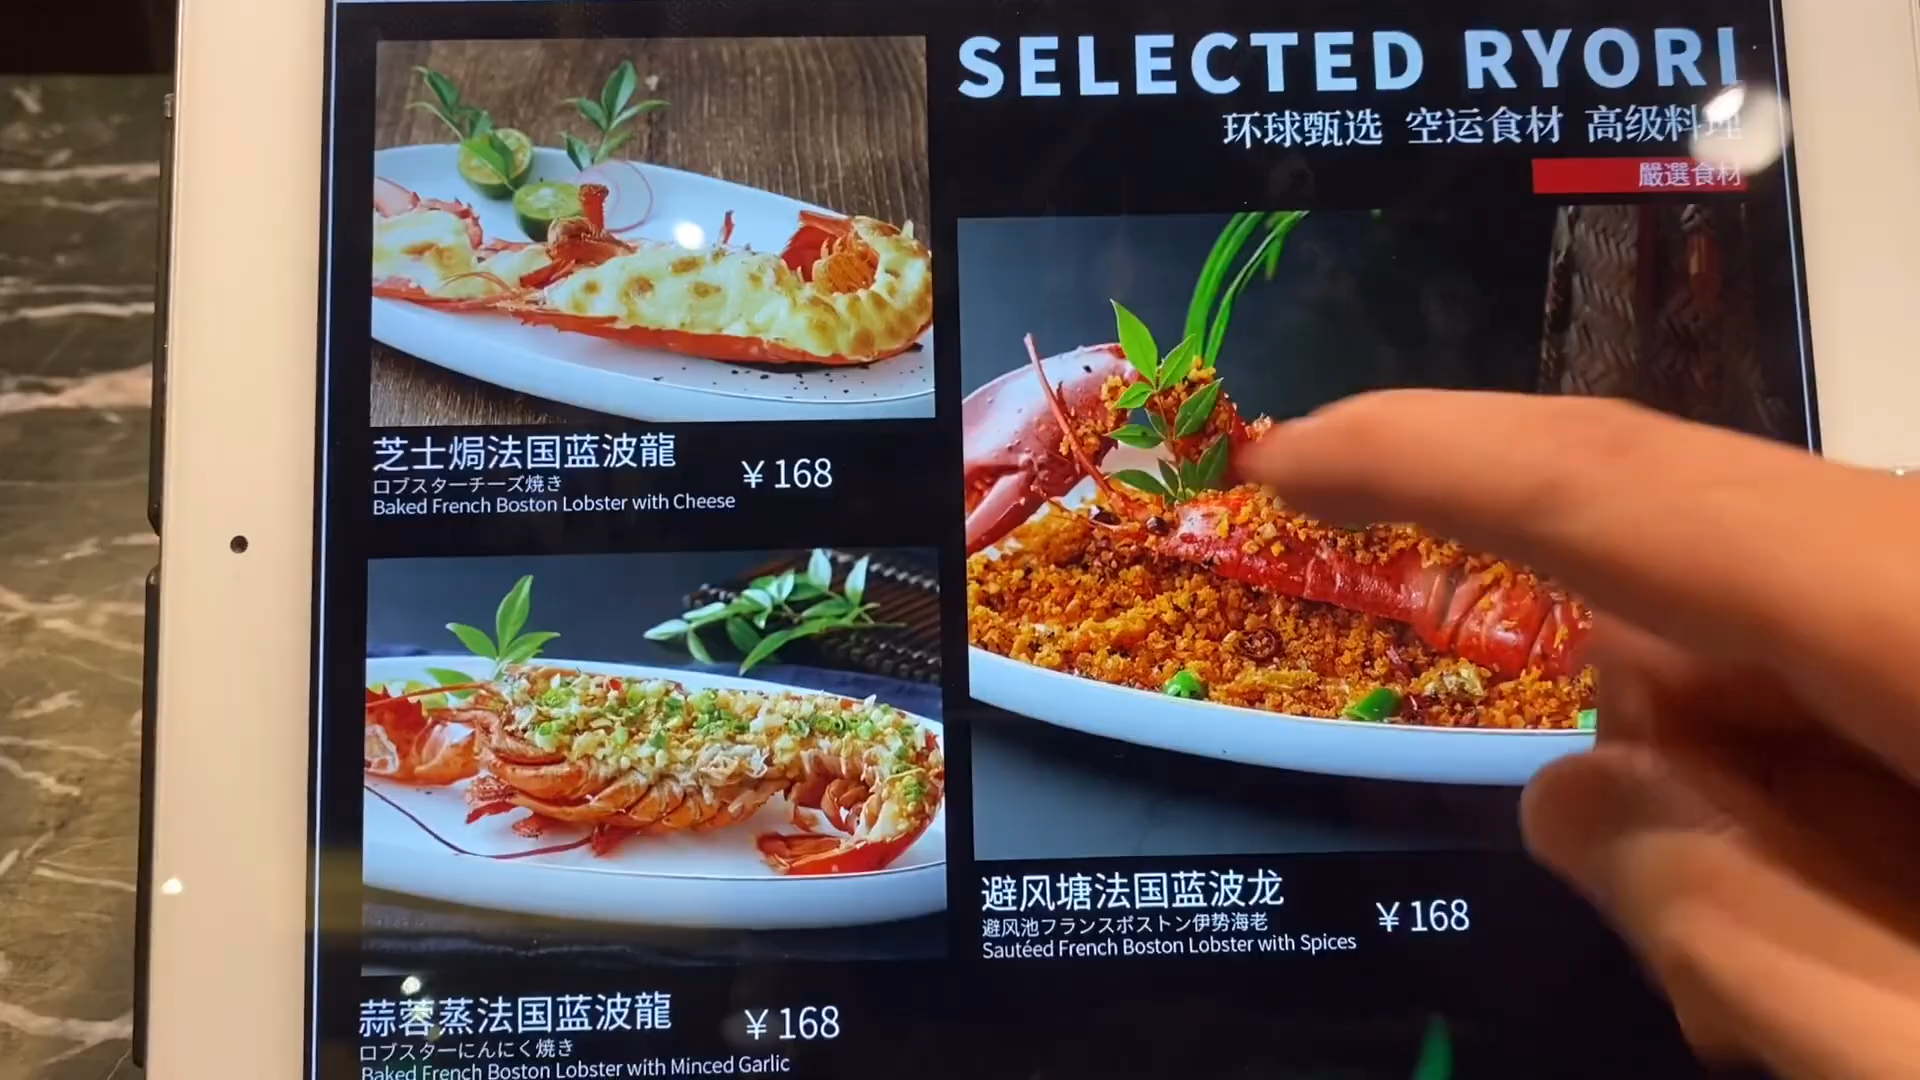 SELECTED RYORI
环球甄选 空运食材 高级料理
嚴選食材
芝士焗法国蓝波龍
ロブスターチーズ焼き
Baked French Boston Lobster with Cheese
¥168
避风塘法国蓝波龙
避风池フランスボストン伊勢海老
Sautéed French Boston Lobster with Spices
¥168
蒜蓉蒸法国蓝波龍
ロブスターにんにく焼き
Baked French Boston Lobster with Minced Garlic
¥168